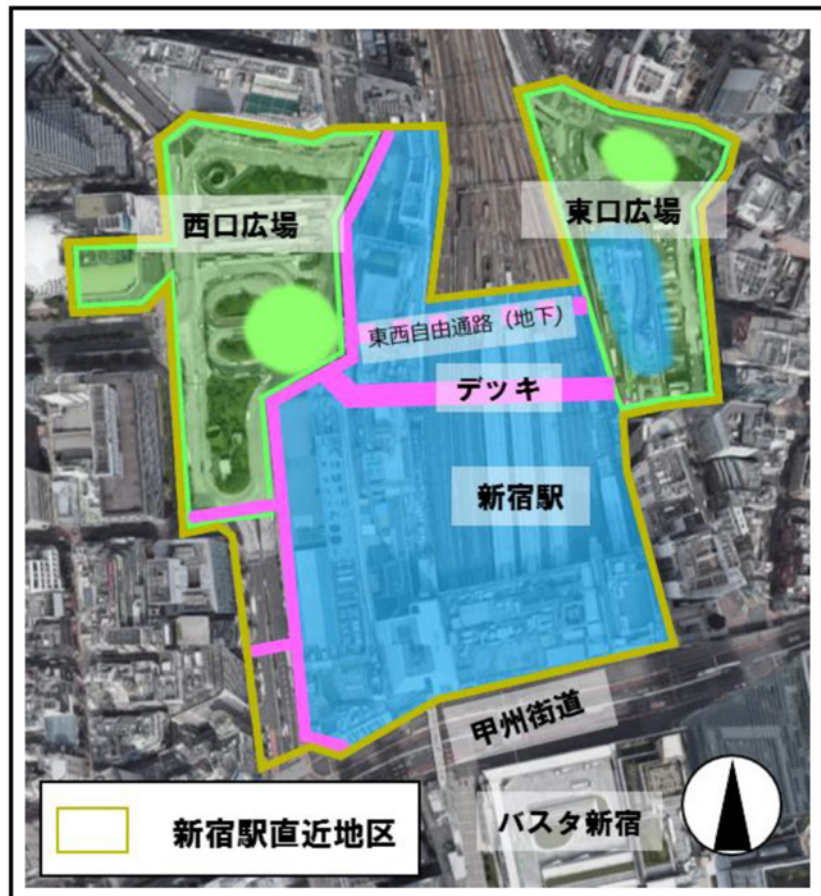 西口広場
東口広場
東西自由通路（地下）
デッキ
新宿駅
甲州街道
バスタ新宿
新宿駅直近地区